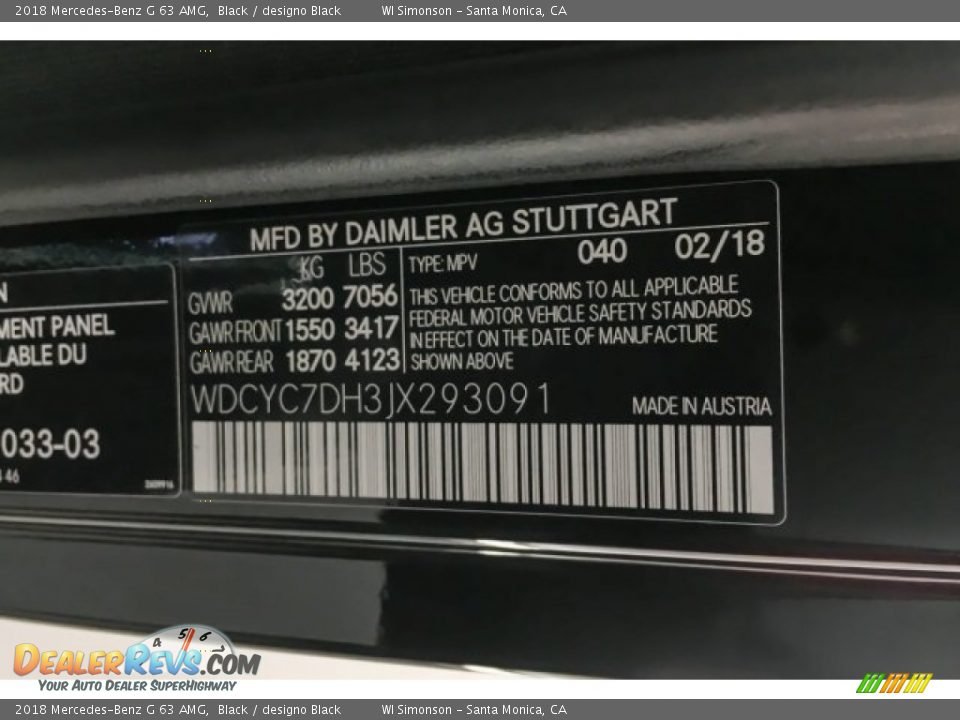 2018 Mercedes-Benz G 63 AMG, Black / designo Black WI Simonson - Santa Monica, CA
MFD BY DAIMLER AG STUTTGART
KG LBS
TYPE: MPV 040 02/18
GVWR 3200 7056
GAWR FRONT 1550 3417
GAWR REAR 1870 4123
THIS VEHICLE CONFORMS TO ALL APPLICABLE
FEDERAL MOTOR VEHICLE SAFETY STANDARDS
IN EFFECT ON THE DATE OF MANUFACTURE
SHOWN ABOVE
WDCYC7DH3JX293091
MADE IN AUSTRIA
N
MENT PANEL
LABLE DU
RD
033-03
46
4 5 6
DEALERREVS.COM
YOUR AUTO DEALER SUPERHIGHWAY
2018 Mercedes-Benz G 63 AMG, Black / designo Black WI Simonson - Santa Monica, CA